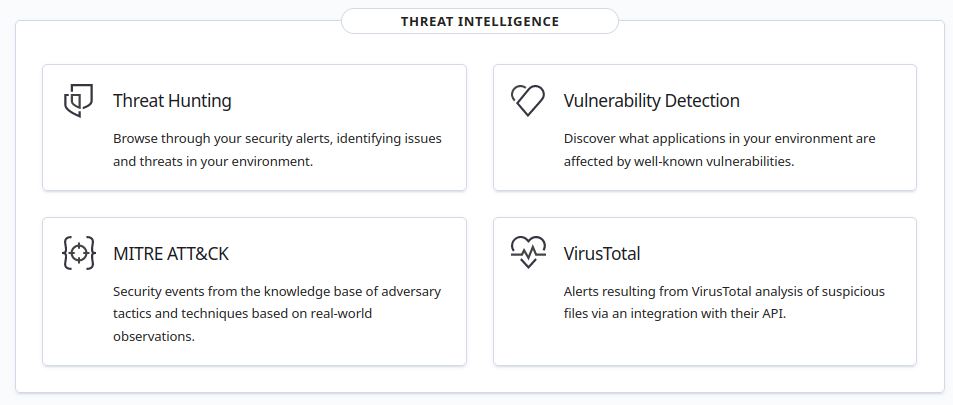 THREAT INTELLIGENCE
Threat Hunting
Browse through your security alerts, identifying issues
and threats in your environment.
Vulnerability Detection
Discover what applications in your environment are
affected by well-known vulnerabilities.
MITRE ATT&CK
Security events from the knowledge base of adversary
tactics and techniques based on real-world
observations.
VirusTotal
Alerts resulting from VirusTotal analysis of suspicious
files via an integration with their API.